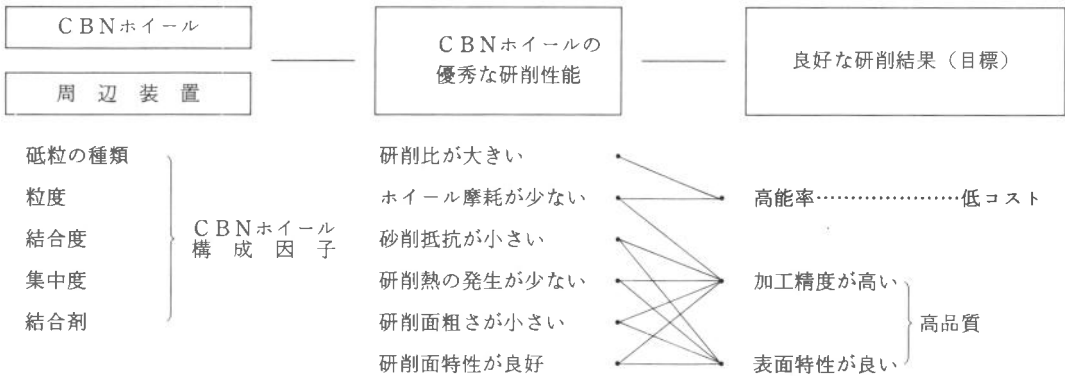 CBNホイール
周辺装置
CBNホイールの
優秀な研削性能
良好な研削結果（目標）
砥粒の種類
粒度
結合度
集中度
結合剤
CBNホイール
構成因子
研削比が大きい
ホイール摩耗が少ない
砂削抵抗が小さい
研削熱の発生が少ない
研削面粗さが小さい
研削面特性が良好
高能率…………………低コスト
加工精度が高い
表面特性が良い
高品質